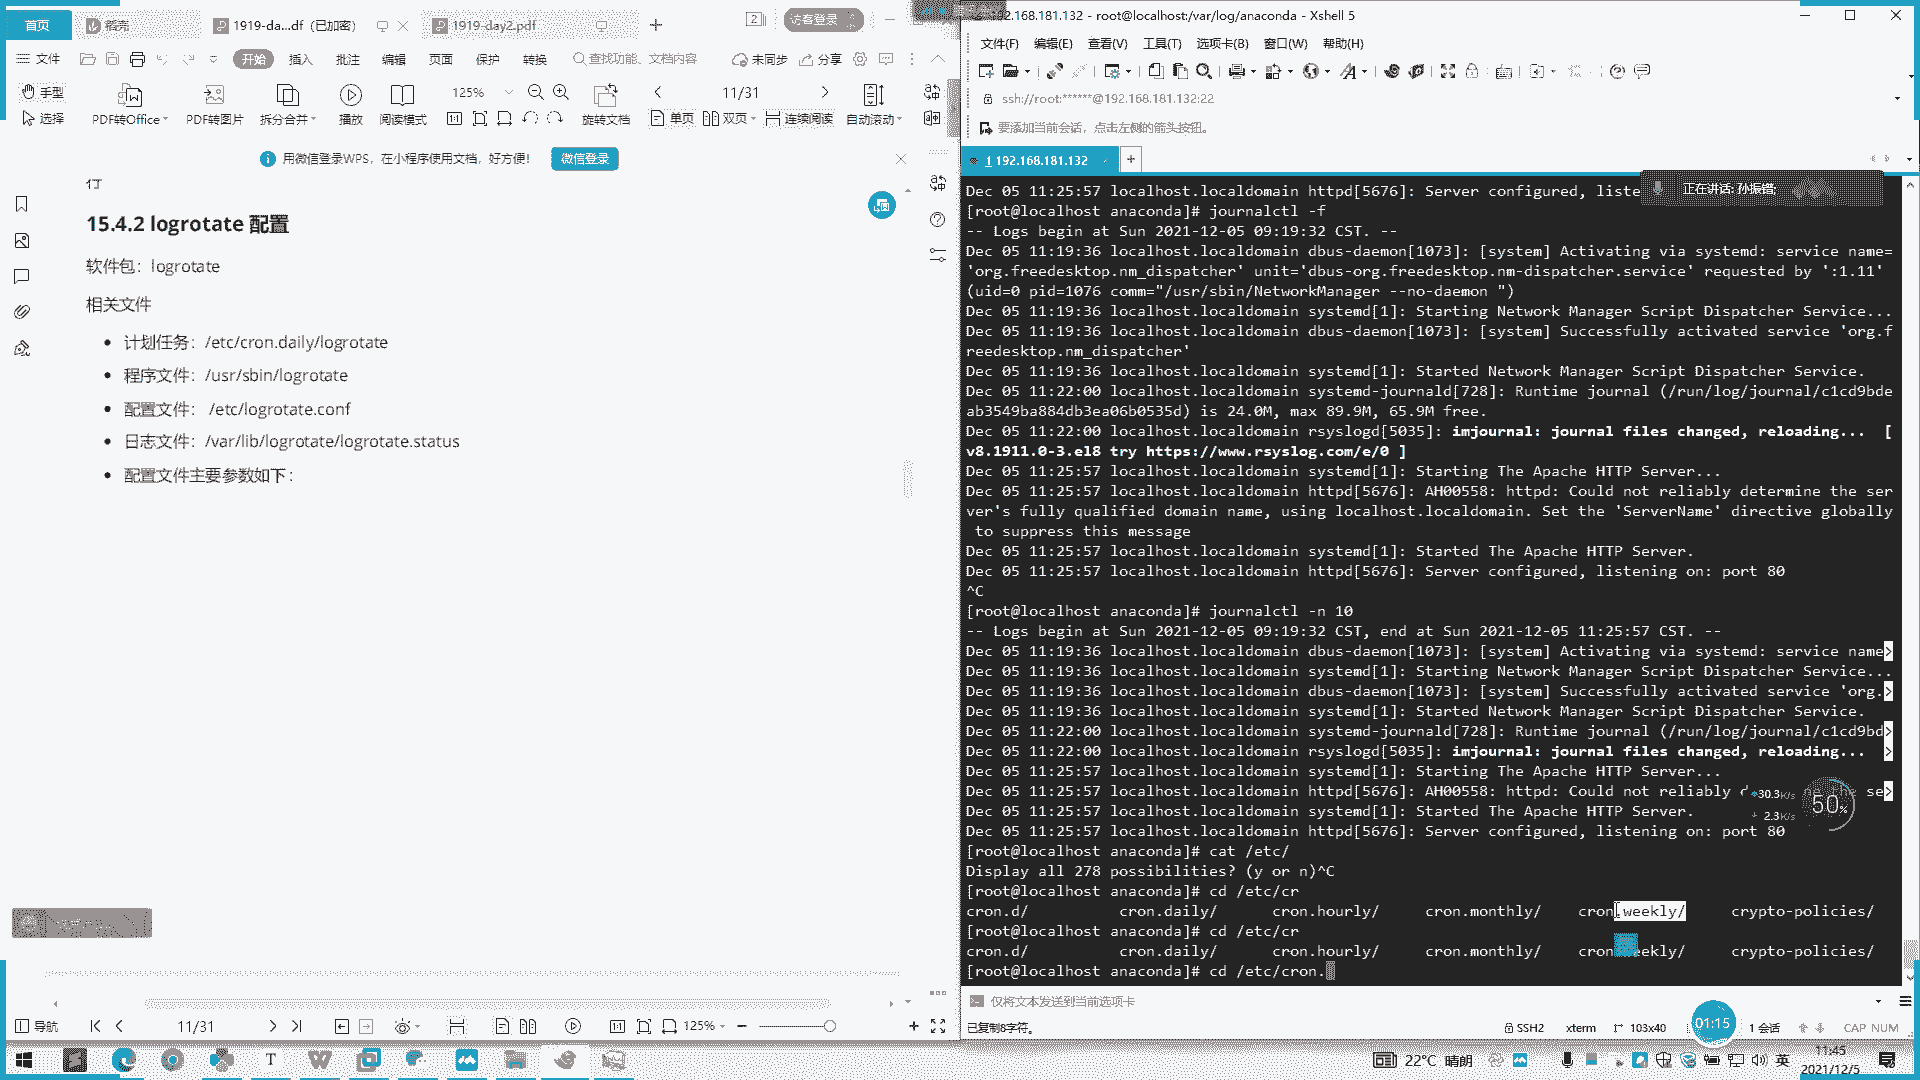 首页
稻壳
1919-da...df (已加密)
1919-day2.pdf
访客登录
文件
开始
插入
批注
编辑
页面
保护
转换
查找功能、文档内容
未同步
分享
手型
选择
PDF转Office
PDF转图片
拆分合并
播放
阅读模式
125%
旋转文档
11/31
单页
双页
连续阅读
自动滚动
用微信登录WPS，在小程序使用文档，好方便！
微信登录
15.4.2 logrotate 配置
软件包：logrotate
相关文件
• 计划任务：/etc/cron.daily/logrotate
• 程序文件：/usr/sbin/logrotate
• 配置文件： /etc/logrotate.conf
• 日志文件：/var/lib/logrotate/logrotate.status
• 配置文件主要参数如下：
导航
11/31
125%
192.168.181.132 - root@localhost:/var/log/anaconda - Xshell 5
文件(F) 编辑(E) 查看(V) 工具(T) 选项卡(B) 窗口(W) 帮助(H)
ssh://root:******@192.168.181.132:22
要添加当前会话，点击左侧的箭头按钮。
1 192.168.181.132
正在讲话: 孙振锴;
Dec 05 11:25:57 localhost.localdomain httpd[5676]: Server configured, liste
[root@localhost anaconda]# journalctl -f
-- Logs begin at Sun 2021-12-05 09:19:32 CST. --
Dec 05 11:19:36 localhost.localdomain dbus-daemon[1073]: [system] Activating via systemd: service name=
'org.freedesktop.nm_dispatcher' unit='dbus-org.freedesktop.nm-dispatcher.service' requested by ':1.11'
(uid=0 pid=1076 comm="/usr/sbin/NetworkManager --no-daemon ")
Dec 05 11:19:36 localhost.localdomain systemd[1]: Starting Network Manager Script Dispatcher Service...
Dec 05 11:19:36 localhost.localdomain dbus-daemon[1073]: [system] Successfully activated service 'org.f
reedesktop.nm_dispatcher'
Dec 05 11:19:36 localhost.localdomain systemd[1]: Started Network Manager Script Dispatcher Service.
Dec 05 11:22:00 localhost.localdomain systemd-journald[728]: Runtime journal (/run/log/journal/c1cd9bde
ab3549ba884db3ea06b0535d) is 24.0M, max 89.9M, 65.9M free.
Dec 05 11:22:00 localhost.localdomain rsyslogd[5035]: imjournal: journal files changed, reloading...  [
v8.1911.0-3.el8 try https://www.rsyslog.com/e/0 ]
Dec 05 11:25:57 localhost.localdomain systemd[1]: Starting The Apache HTTP Server...
Dec 05 11:25:57 localhost.localdomain httpd[5676]: AH00558: httpd: Could not reliably determine the ser
ver's fully qualified domain name, using localhost.localdomain. Set the 'ServerName' directive globally
to suppress this message
Dec 05 11:25:57 localhost.localdomain systemd[1]: Started The Apache HTTP Server.
Dec 05 11:25:57 localhost.localdomain httpd[5676]: Server configured, listening on: port 80
^C
[root@localhost anaconda]# journalctl -n 10
-- Logs begin at Sun 2021-12-05 09:19:32 CST, end at Sun 2021-12-05 11:25:57 CST. --
Dec 05 11:19:36 localhost.localdomain dbus-daemon[1073]: [system] Activating via systemd: service name>
Dec 05 11:19:36 localhost.localdomain systemd[1]: Starting Network Manager Script Dispatcher Service...
Dec 05 11:19:36 localhost.localdomain dbus-daemon[1073]: [system] Successfully activated service 'org.>
Dec 05 11:19:36 localhost.localdomain systemd[1]: Started Network Manager Script Dispatcher Service.
Dec 05 11:22:00 localhost.localdomain systemd-journald[728]: Runtime journal (/run/log/journal/c1cd9bd>
Dec 05 11:22:00 localhost.localdomain rsyslogd[5035]: imjournal: journal files changed, reloading...  >
Dec 05 11:25:57 localhost.localdomain systemd[1]: Starting The Apache HTTP Server...
Dec 05 11:25:57 localhost.localdomain httpd[5676]: AH00558: httpd: Could not reliably d the se>
Dec 05 11:25:57 localhost.localdomain systemd[1]: Started The Apache HTTP Server.
Dec 05 11:25:57 localhost.localdomain httpd[5676]: Server configured, listening on: port 80
[root@localhost anaconda]# cat /etc/
Display all 278 possibilities? (y or n)^C
[root@localhost anaconda]# cd /etc/cr
cron.d/ cron.daily/ cron.hourly/ cron.monthly/ cron.weekly/ crypto-policies/
[root@localhost anaconda]# cd /etc/cr
cron.d/ cron.daily/ cron.hourly/ cron.monthly/ cron.weekly/ crypto-policies/
[root@localhost anaconda]# cd /etc/cron.
30.3K/s
2.3K/s
50%
仅将文本发送到当前选项卡
已复制8字符。
SSH2
xterm
103x40
01:15
1 会话
CAP NUM
22°C 晴朗
英
11:45
2021/12/5